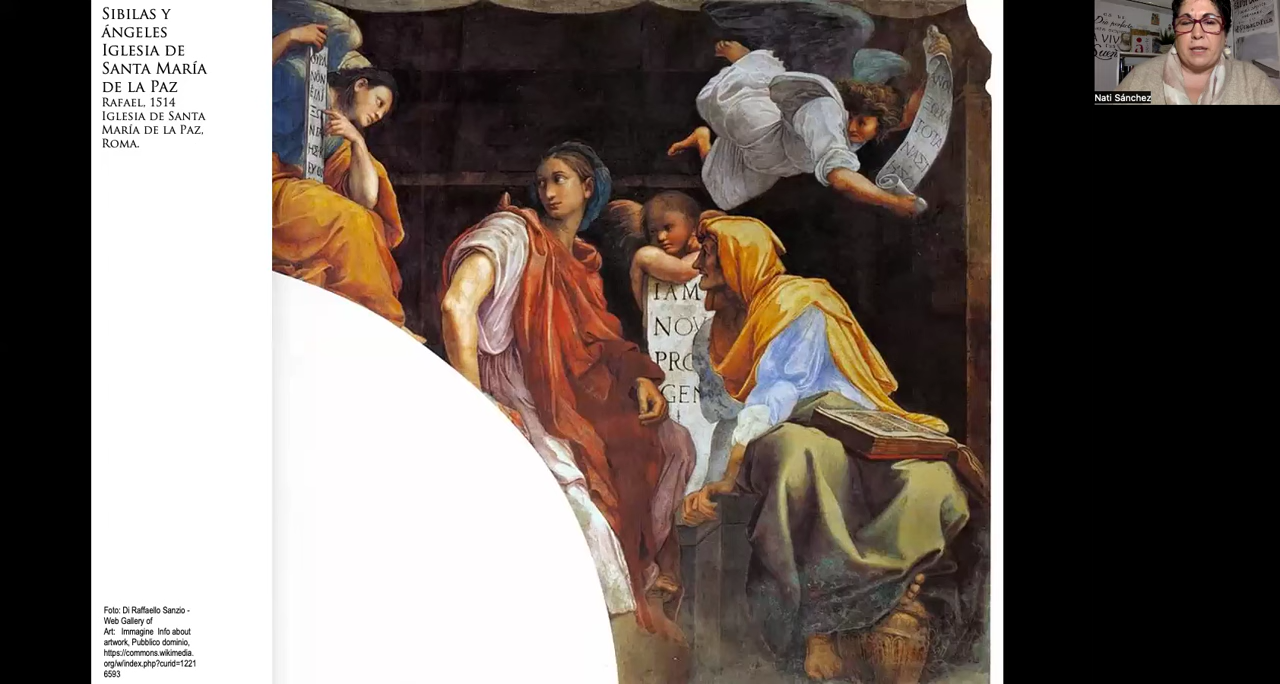 SIBILAS Y
ÁNGELES
IGLESIA DE
SANTA MARÍA
DE LA PAZ
RAFAEL, 1514
IGLESIA DE SANTA
MARÍA DE LA PAZ,
ROMA.
IAM
NOV
PRO
GEN
Foto: Di Raffaello Sanzio -
Web Gallery of
Art: Immagine Info about
artwork, Pubblico dominio,
https://commons.wikimedia.
org/w/index.php?curid=1221
6593
Nati Sánchez